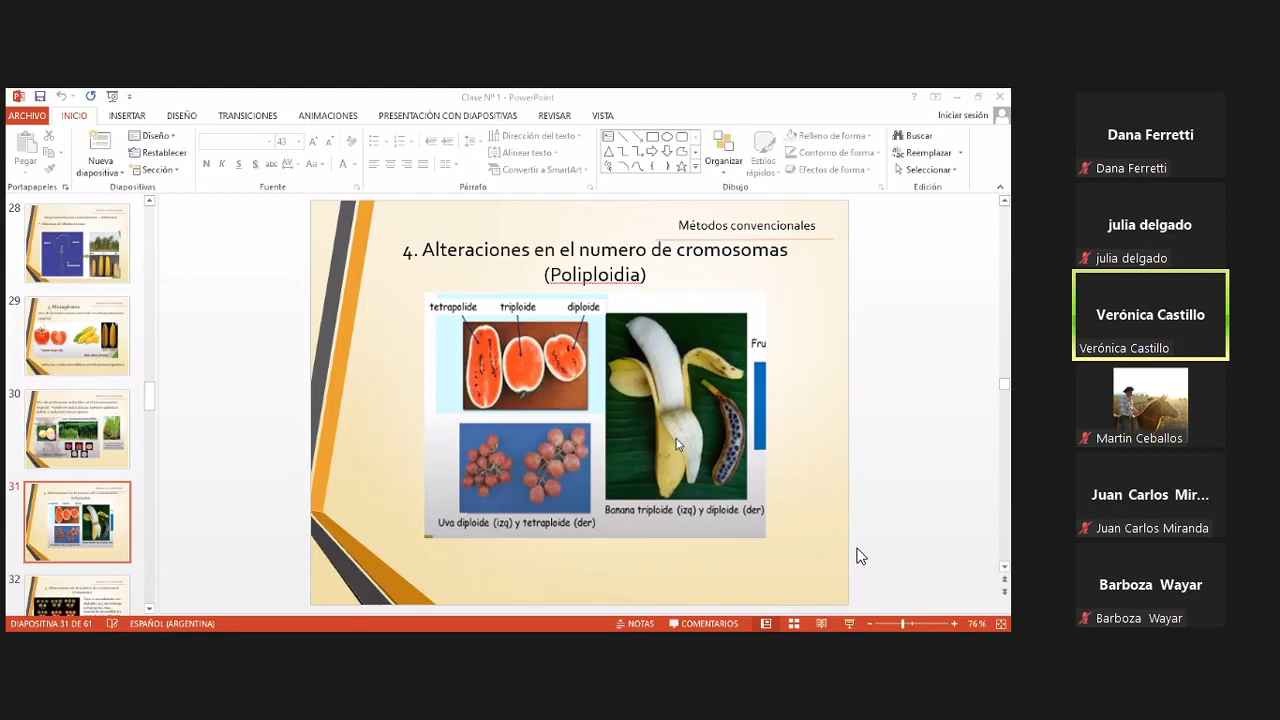 Clase Nº 1 - PowerPoint
ARCHIVO INICIO INSERTAR DISEÑO TRANSICIONES ANIMACIONES PRESENTACIÓN CON DIAPOSITIVAS REVISAR VISTA Iniciar sesión
Pegar
Nueva
diapositiva
Diseño
Restablecer
Sección
43
N K S S abc AV Aa A
Dirección del texto
Alinear texto
Convertir a SmartArt
Organizar
Estilos
rápidos
Relleno de forma
Contorno de forma
Efectos de forma
Buscar
Reemplazar
Seleccionar
Portapapeles Diapositivas Fuente Párrafo Dibujo Edición
28
29
30
31
32
Métodos convencionales
4. Alteraciones en el numero de cromosomas
(Poliploidia)
tetrapolide triploide diploide
Fru
Uva diploide (izq) y tetraploide (der)
Banana triploide (izq) y diploide (der)
DIAPOSITIVA 31 DE 61 ESPAÑOL (ARGENTINA) NOTAS COMENTARIOS 76 %
Dana Ferretti
Dana Ferretti
julia delgado
julia delgado
Verónica Castillo
Verónica Castillo
Martin Ceballos
Juan Carlos Mir...
Juan Carlos Miranda
Barboza Wayar
Barboza Wayar